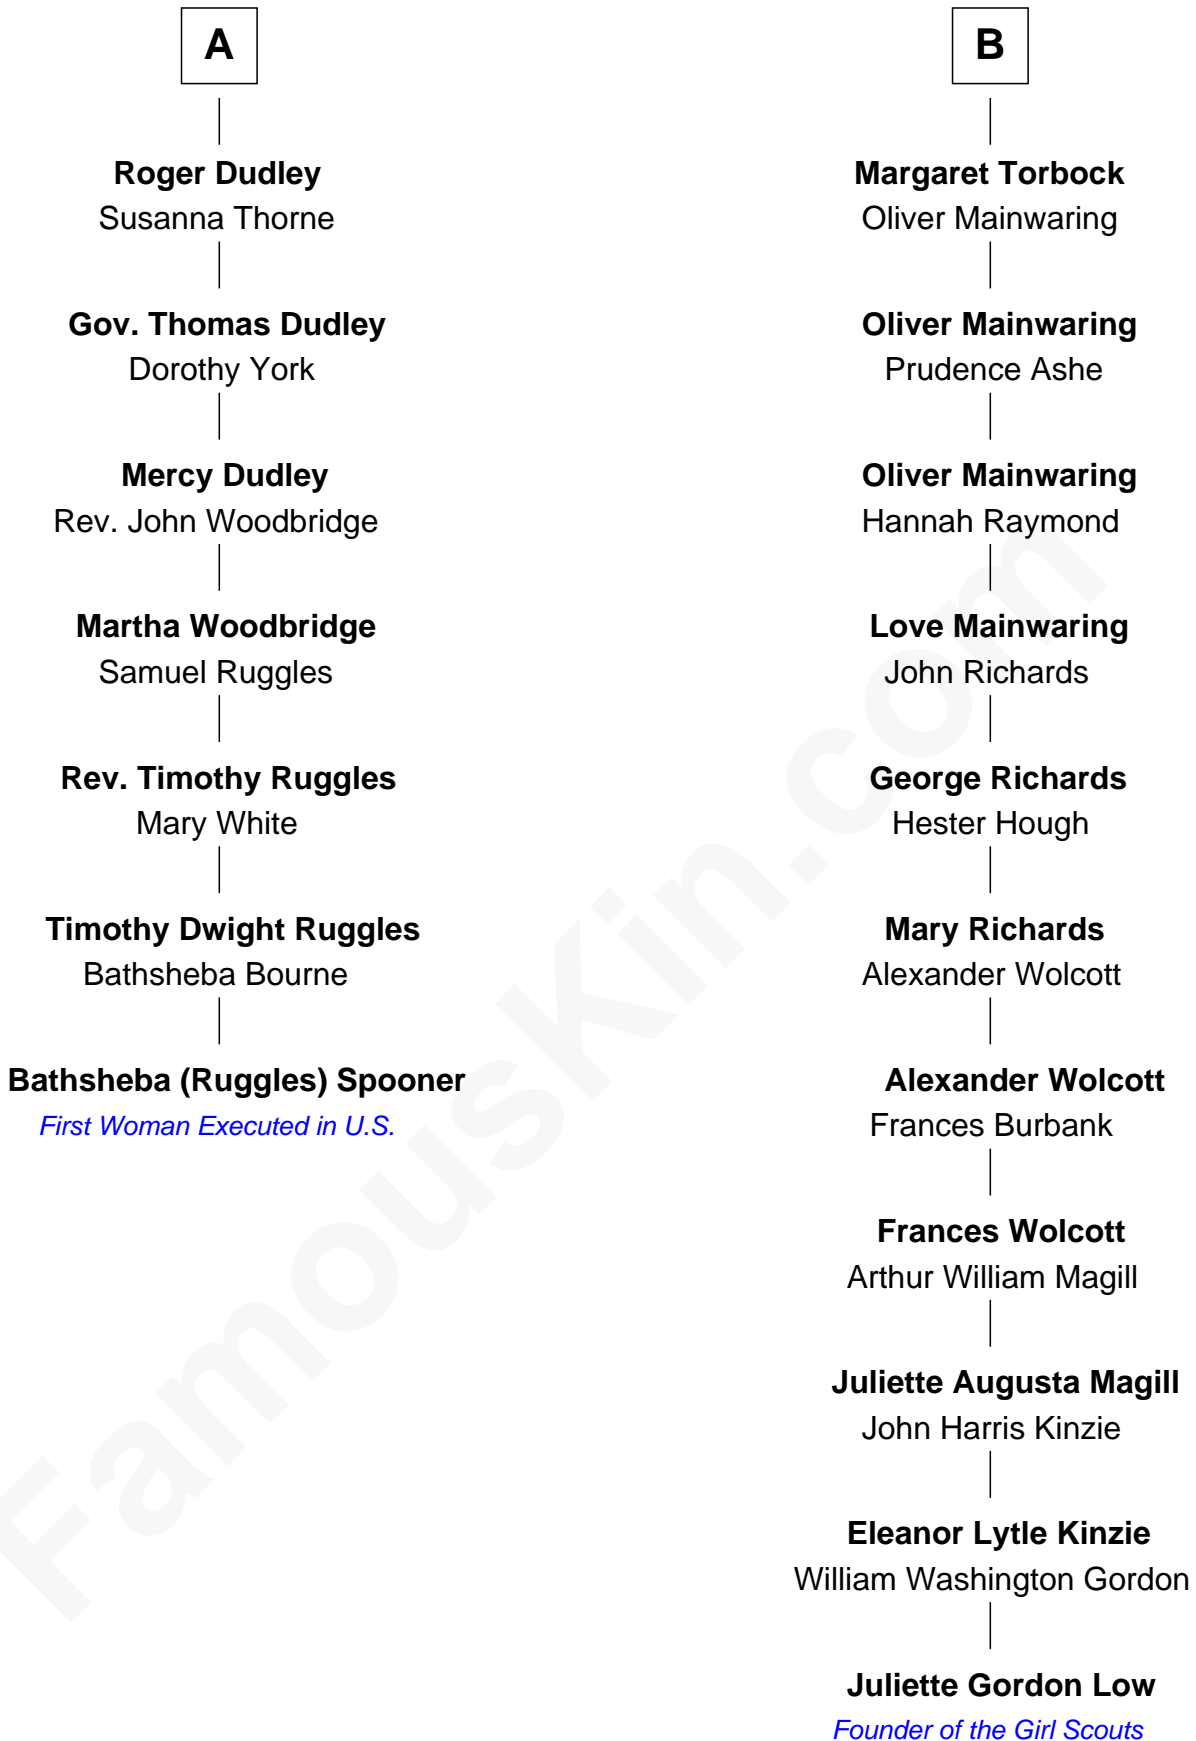 A
Roger Dudley
Susanna Thorne
Gov. Thomas Dudley
Dorothy York
Mercy Dudley
Rev. John Woodbridge
Martha Woodbridge
Samuel Ruggles
Rev. Timothy Ruggles
Mary White
Timothy Dwight Ruggles
Bathsheba Bourne
Bathsheba (Ruggles) Spooner
First Woman Executed in U.S.
B
Margaret Torbock
Oliver Mainwaring
Oliver Mainwaring
Prudence Ashe
Oliver Mainwaring
Hannah Raymond
Love Mainwaring
John Richards
George Richards
Hester Hough
Mary Richards
Alexander Wolcott
Alexander Wolcott
Frances Burbank
Frances Wolcott
Arthur William Magill
Juliette Augusta Magill
John Harris Kinzie
Eleanor Lytle Kinzie
William Washington Gordon
Juliette Gordon Low
Founder of the Girl Scouts
FamousKin.com